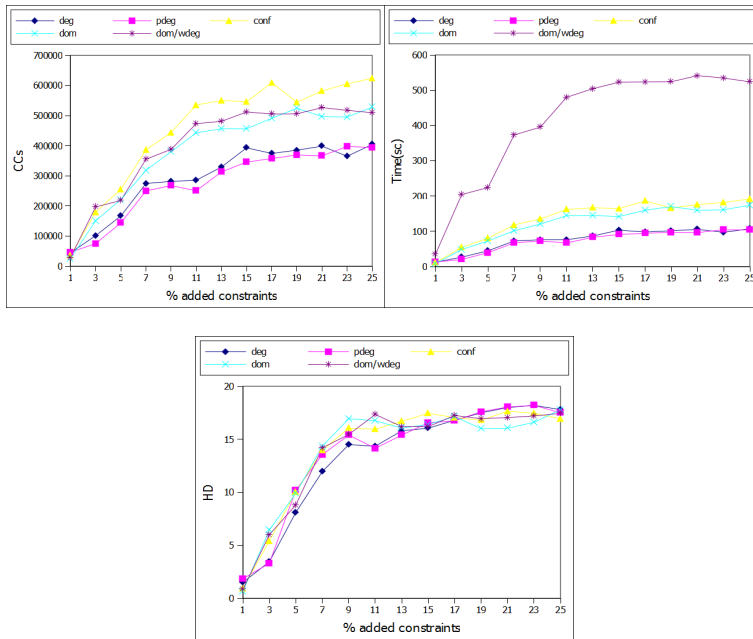 deg pdeg conf
dom dom/wdeg
700000
600000
500000
400000
300000
200000
100000
0
CCs
1 3 5 7 9 11 13 15 17 19 21 23 25
% added constraints
deg pdeg conf
dom dom/wdeg
600
500
400
300
200
100
0
Time(sc)
1 3 5 7 9 11 13 15 17 19 21 23 25
% added constraints
deg pdeg conf
dom dom/wdeg
20
15
10
5
0
HD
1 3 5 7 9 11 13 15 17 19 21 23 25
% added constraints